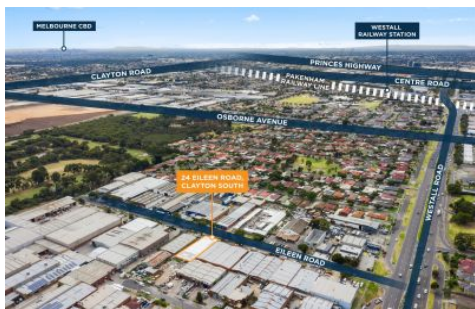 MELBOURNE CBD
WESTALL
RAILWAY STATION
PRINCES HIGHWAY
CLAYTON ROAD
PAKENHAM
RAILWAY LINE
CENTRE ROAD
OSBORNE AVENUE
24 EILEEN ROAD,
CLAYTON SOUTH
WESTALL ROAD
EILEEN ROAD